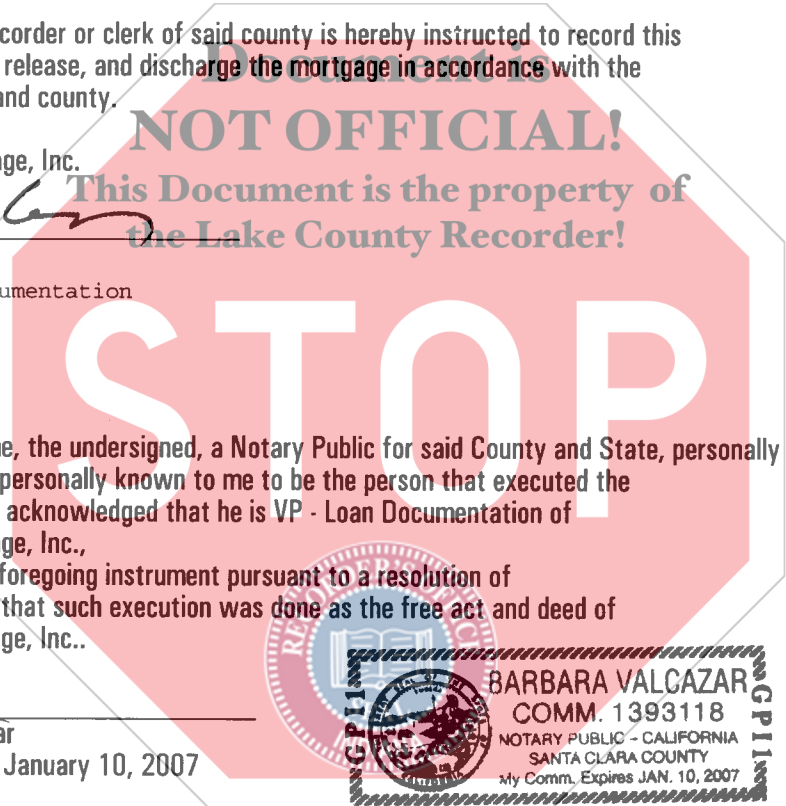 corder or clerk of said county is hereby instructed to record this
release, and discharge the mortgage in accordance with the
and county.
Document is
NOT OFFICIAL!
This Document is the property of
the Lake County Recorder!
ge, Inc.
umentation
STOP
e, the undersigned, a Notary Public for said County and State, personally
personally known to me to be the person that executed the
acknowledged that he is VP - Loan Documentation of
ge, Inc.,
foregoing instrument pursuant to a resolution of
that such execution was done as the free act and deed of
ge, Inc..
RECORDER'S OFFICE
BARBARA VALCAZAR
COMM. 1393118
NOTARY PUBLIC - CALIFORNIA
SANTA CLARA COUNTY
My Comm. Expires JAN. 10, 2007
GPI1
GPI1
ar
January 10, 2007